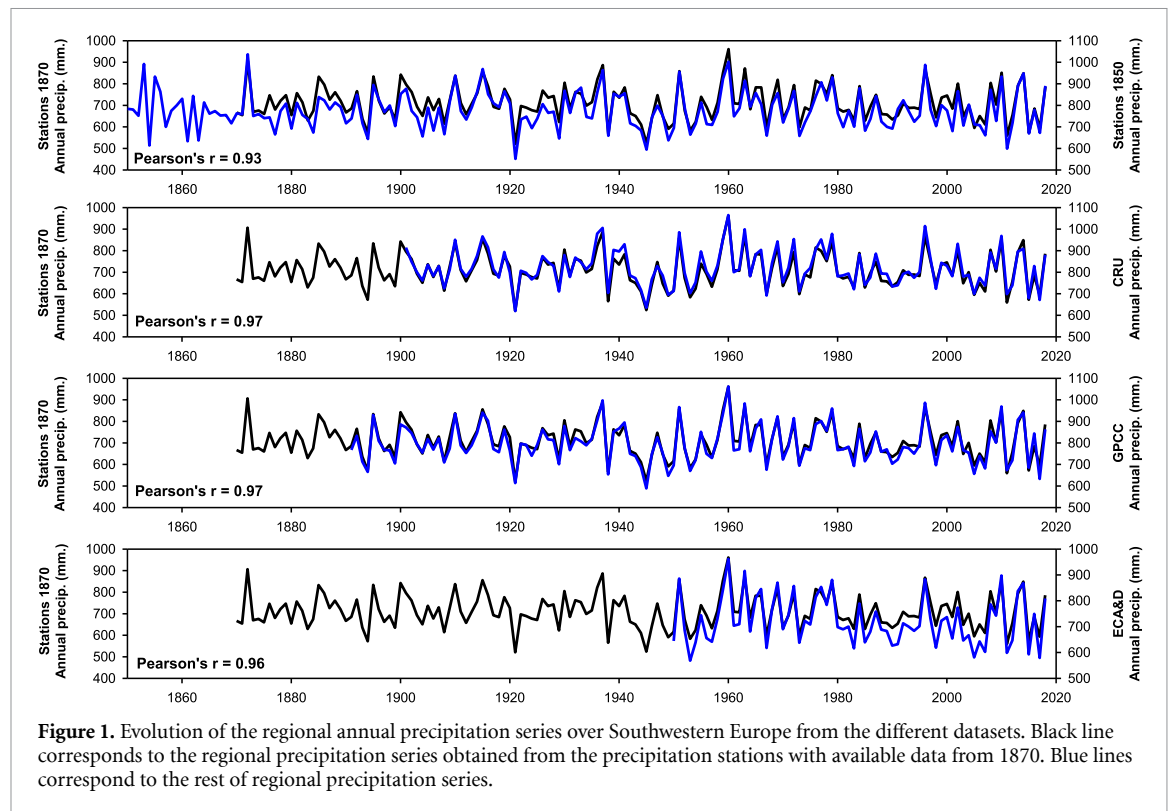 Stations 1870
Annual precip. (mm.)
1000
900
800
700
600
500
400
Pearson's r = 0.93
1100
1000
900
800
700
600
500
Stations 1850
Annual precip. (mm.)
1860 1880 1900 1920 1940 1960 1980 2000 2020
Stations 1870
Annual precip. (mm.)
1000
900
800
700
600
500
400
Pearson's r = 0.97
1100
1000
900
800
700
600
500
CRU
Annual precip. (mm.)
1860 1880 1900 1920 1940 1960 1980 2000 2020
Stations 1870
Annual precip. (mm.)
1000
900
800
700
600
500
400
Pearson's r = 0.97
1100
1000
900
800
700
600
500
GPCC
Annual precip. (mm.)
1860 1880 1900 1920 1940 1960 1980 2000 2020
Stations 1870
Annual precip. (mm.)
1000
900
800
700
600
500
400
Pearson's r = 0.96
1000
900
800
700
600
500
ECA&D
Annual precip. (mm.)
1860 1880 1900 1920 1940 1960 1980 2000 2020
Figure 1. Evolution of the regional annual precipitation series over Southwestern Europe from the different datasets. Black line
corresponds to the regional precipitation series obtained from the precipitation stations with available data from 1870. Blue lines
correspond to the rest of regional precipitation series.